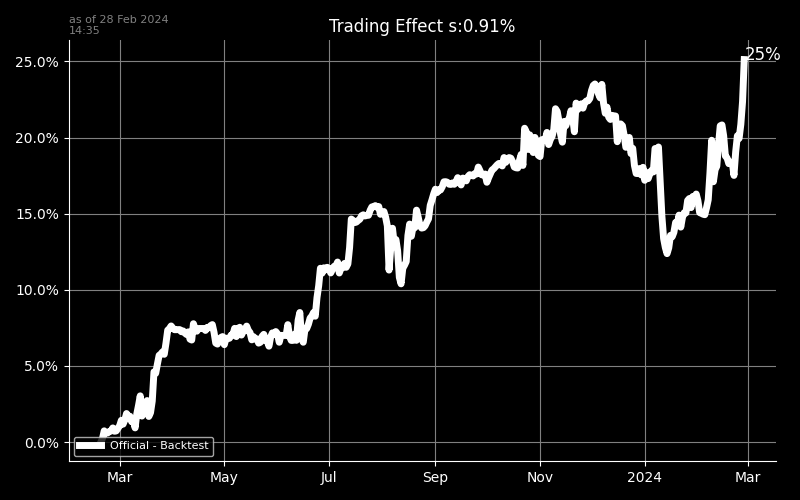 as of 28 Feb 2024
14:35
Trading Effect s:0.91%
25%
25.0%
20.0%
15.0%
10.0%
5.0%
0.0%
Official - Backtest
Mar May Jul Sep Nov 2024 Mar